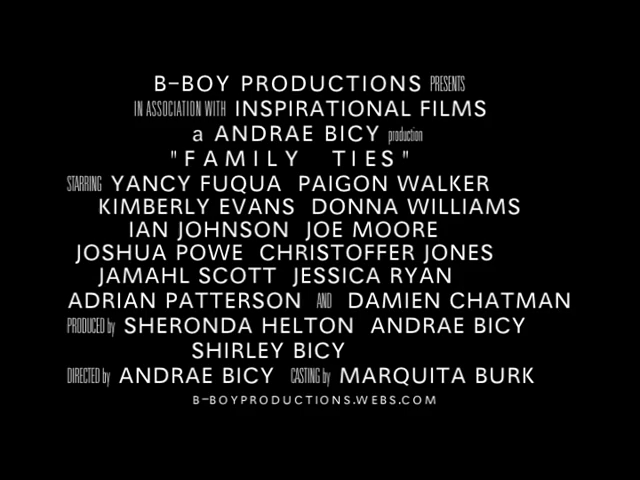 B-BOY PRODUCTIONS PRESENTS
IN ASSOCIATION WITH INSPIRATIONAL FILMS
a ANDRAE BICY production
"FAMILY TIES"
STARRING YANCY FUQUA PAIGON WALKER
KIMBERLY EVANS DONNA WILLIAMS
IAN JOHNSON JOE MOORE
JOSHUA POWE CHRISTOFFER JONES
JAMAHL SCOTT JESSICA RYAN
ADRIAN PATTERSON AND DAMIEN CHATMAN
PRODUCED by SHERONDA HELTON ANDRAE BICY
SHIRLEY BICY
DIRECTED by ANDRAE BICY CASTING by MARQUITA BURK
B-BOYPRODUCTIONS.WEBS.COM